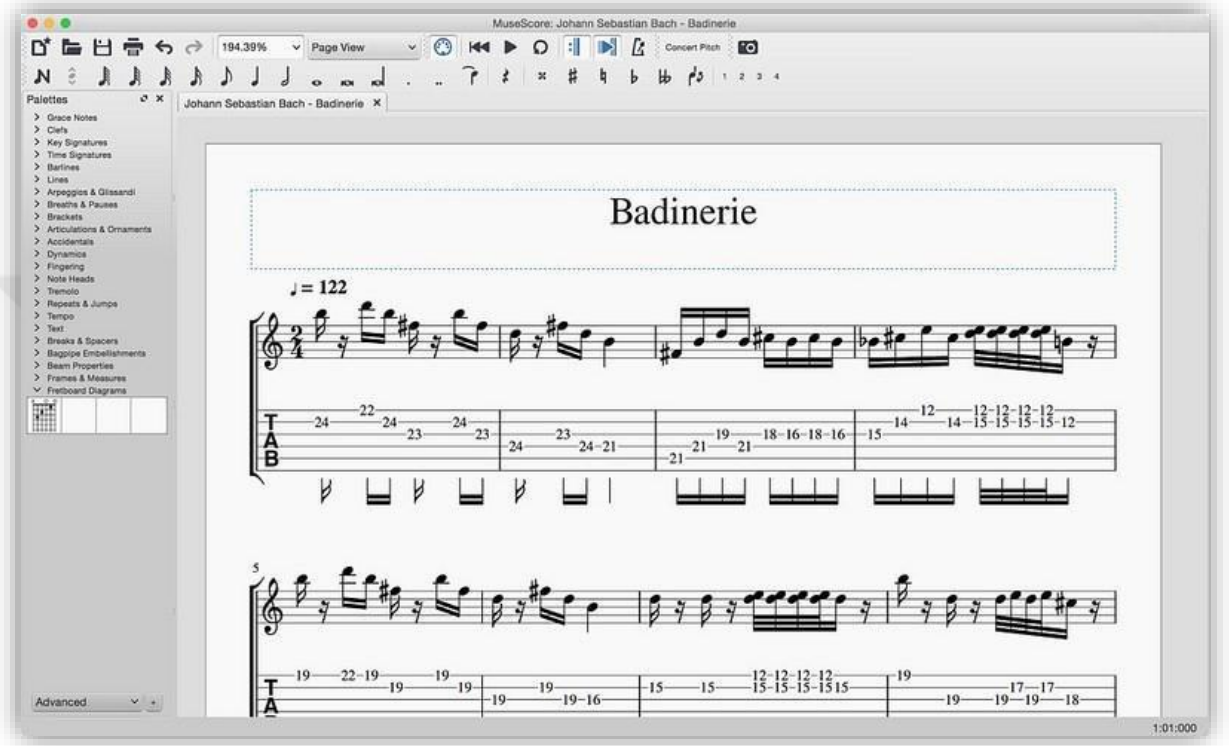 MuseScore: Johann Sebastian Bach - Badinerie
194.39% Page View Concert Pitch
1 2 3 4
Palettes
Johann Sebastian Bach - Badinerie
Grace Notes
Clefs
Key Signatures
Time Signatures
Barlines
Lines
Arpeggios & Glissandi
Breaths & Pauses
Brackets
Articulations & Ornaments
Accidentals
Dynamics
Fingering
Note Heads
Tremolo
Repeats & Jumps
Tempo
Text
Breaks & Spacers
Bagpipe Embellishments
Beam Properties
Frames & Measures
Fretboard Diagrams
Advanced
Badinerie
♩ = 122
2
4
22 12 12 12 12 12
T 24 24 24 14 14 15 15 15 15 12
A 23 23 23 19 18 16 18 16 15
24 24 21 21 21
B 21
5
19 22 19 19 12 12 12 12 19
T 19 19 19 15 15 15 15 15 15 15 17 17
A 19 19 16 19 19 19 18
1:01:000